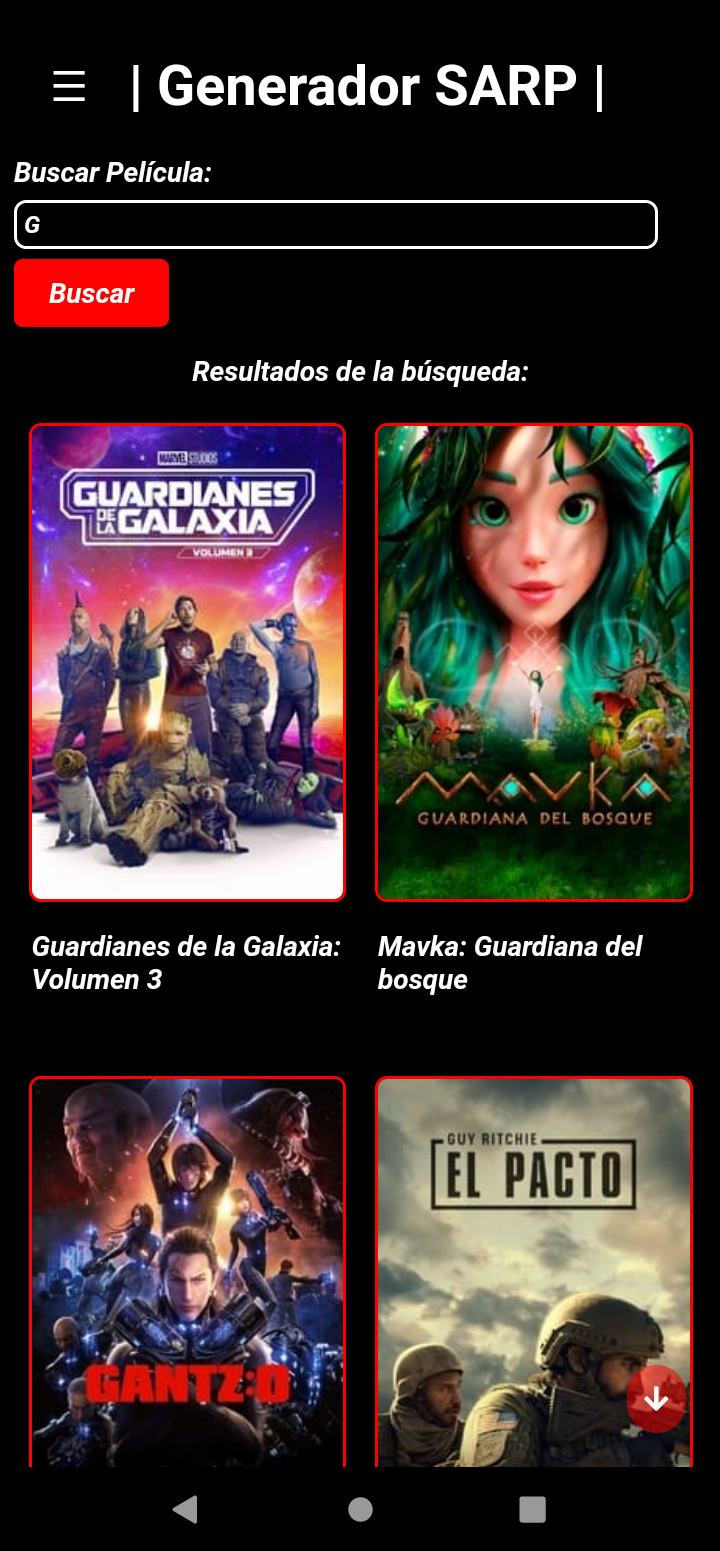 ☰ | Generador SARP |
Buscar Película:
G
Buscar
Resultados de la búsqueda:
MARVEL STUDIOS
GUARDIANES
DE LA GALAXIA
VOLUMEN 3
MAVKA
GUARDIANA DEL BOSQUE
Guardianes de la Galaxia:
Volumen 3
Mavka: Guardiana del
bosque
GANTZ:O
GUY RITCHIE
EL PACTO